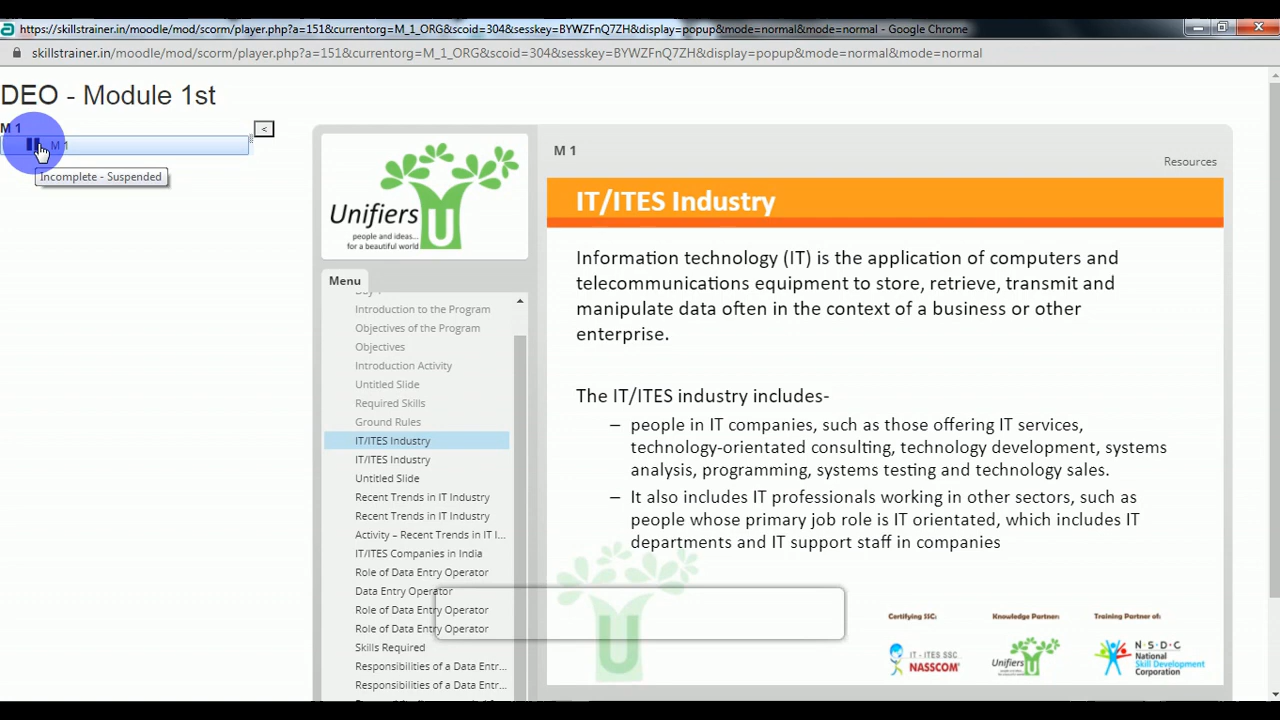 https://skillstrainer.in/moodle/mod/scorm/player.php?a=151&currentorg=M_1_ORG&scoid=304&sesskey=BYWZFnQ7ZH&display=popup&mode=normal&mode=normal - Google Chrome
skillstrainer.in/moodle/mod/scorm/player.php?a=151&currentorg=M_1_ORG&scoid=304&sesskey=BYWZFnQ7ZH&display=popup&mode=normal&mode=normal
DEO - Module 1st
M 1
<
M 1
Incomplete - Suspended
Unifiers
people and ideas...
for a beautiful world
U
Menu
Day 1
Introduction to the Program
Objectives of the Program
Objectives
Introduction Activity
Untitled Slide
Required Skills
Ground Rules
IT/ITES Industry
IT/ITES Industry
Untitled Slide
Recent Trends in IT Industry
Recent Trends in IT Industry
Activity – Recent Trends in IT I...
IT/ITES Companies in India
Role of Data Entry Operator
Data Entry Operator
Role of Data Entry Operator
Role of Data Entry Operator
Skills Required
Responsibilities of a Data Entr...
Responsibilities of a Data Entr...
M 1
Resources
IT/ITES Industry
Information technology (IT) is the application of computers and
telecommunications equipment to store, retrieve, transmit and
manipulate data often in the context of a business or other
enterprise.
The IT/ITES industry includes-
– people in IT companies, such as those offering IT services,
technology-oriented consulting, technology development, systems
analysis, programming, systems testing and technology sales.
– It also includes IT professionals working in other sectors, such as
people whose primary job role is IT oriented, which includes IT
departments and IT support staff in companies
U
Certifying SSC:
IT - ITES SSC
NASSCOM
Knowledge Partner:
Unifiers
Training Partner of:
N·S·D·C
National
Skill Development
Corporation